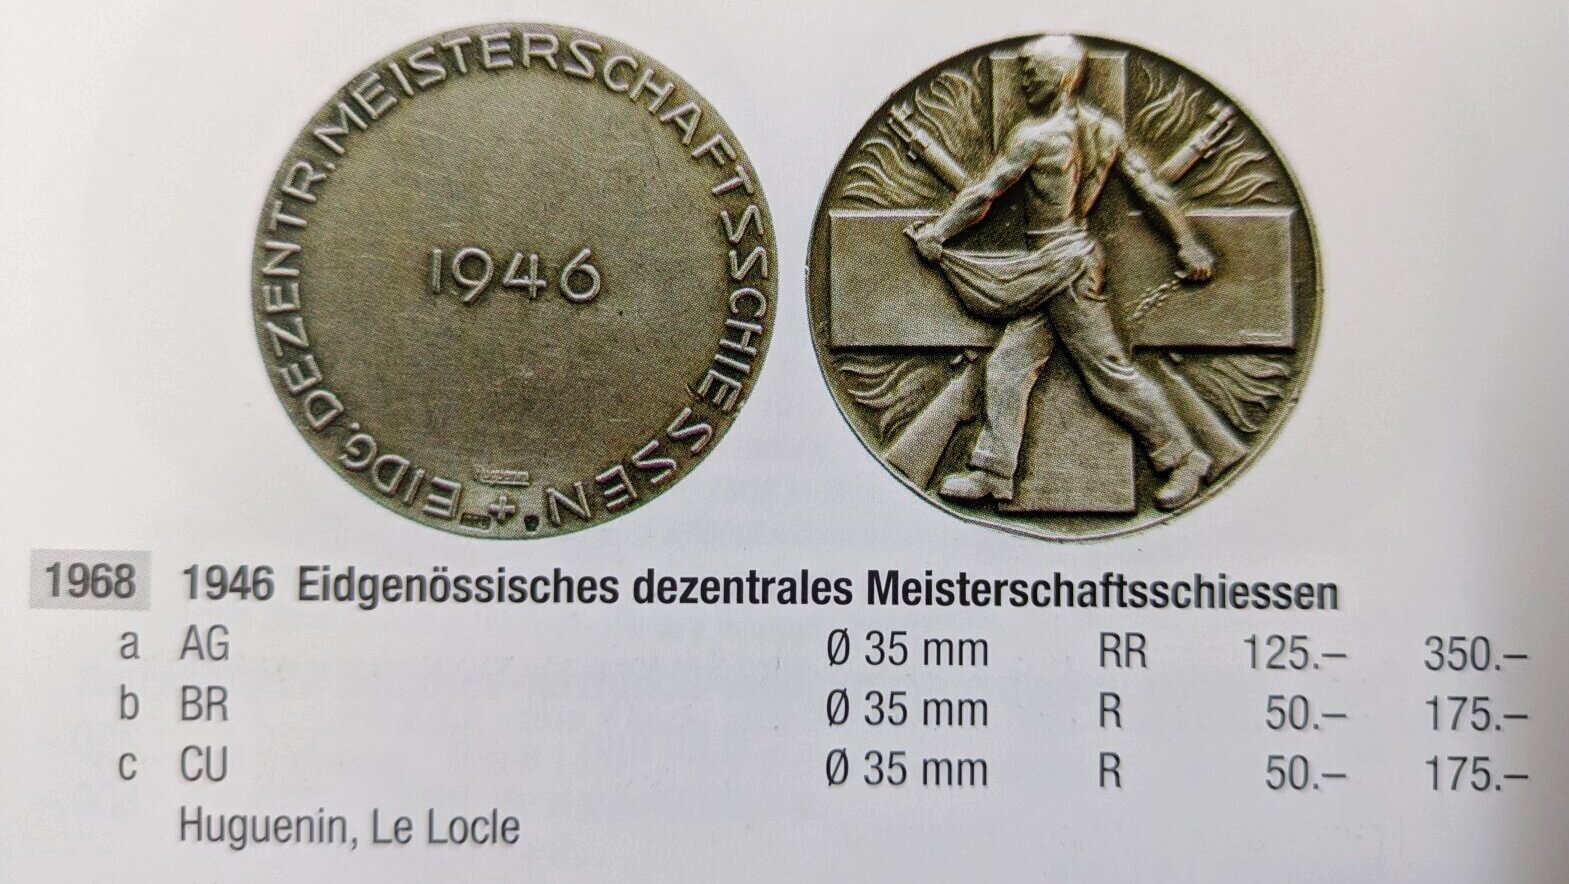 EIDG. DEZENTR. MEISTERSCHAFTSSCHIESSEN.
1946
1968 1946 Eidgenössisches dezentrales Meisterschaftsschiessen
a AG Ø 35 mm RR 125.– 350.–
b BR Ø 35 mm R 50.– 175.–
c CU Ø 35 mm R 50.– 175.–
Huguenin, Le Locle